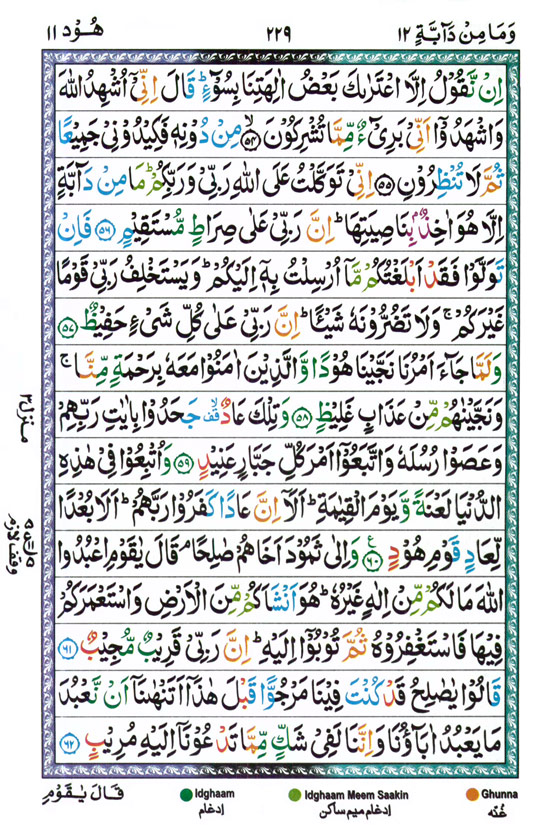 وَمَا مِنْ دَآبَّةٍ ١٢ ٢٢٩ هُوْد ١١
اِنْ نَّقُوْلُ اِلَّا اعْتَرٰىكَ بَعْضُ اٰلِهَتِنَا بِسُوْٓءٍ ؕ قَالَ اِنِّىْۤ اُشْهِدُ اللّٰهَ
وَاشْهَدُوْۤا اَنِّىْ بَرِىْٓءٌ مِّمَّا تُشْرِكُوْنَ ۙ ﴿۵۴﴾ مِنْ دُوْنِهٖ فَكِيْدُوْنِىْ جَمِيْعًا
ثُمَّ لَا تُنْظِرُوْنِ ﴿۵۵﴾ اِنِّىْ تَوَكَّلْتُ عَلَى اللّٰهِ رَبِّىْ وَرَبِّكُمْ ؕ مَا مِنْ دَآبَّةٍ
اِلَّا هُوَ اٰخِذٌۢ بِنَاصِيَتِهَا ؕ اِنَّ رَبِّىْ عَلٰى صِرَاطٍ مُّسْتَقِيْمٍ ﴿۵۶﴾ فَاِنْ
تَوَلَّوْا فَقَدْ اَبْلَغْتُكُمْ مَّاۤ اُرْسِلْتُ بِهٖۤ اِلَيْكُمْ ؕ وَيَسْتَخْلِفُ رَبِّىْ قَوْمًا
غَيْرَكُمْ ۚ وَلَا تَضُرُّوْنَهٗ شَيْـًٔا ؕ اِنَّ رَبِّىْ عَلٰى كُلِّ شَىْءٍ حَفِيْظٌ ﴿۵۷﴾
وَلَمَّا جَآءَ اَمْرُنَا نَجَّيْنَا هُوْدًا وَّالَّذِيْنَ اٰمَنُوْا مَعَهٗ بِرَحْمَةٍ مِّنَّا ۚ
وَنَجَّيْنٰهُمْ مِّنْ عَذَابٍ غَلِيْظٍ ﴿۵۸﴾ وَتِلْكَ عَادٌ ۙقف جَحَدُوْا بِاٰيٰتِ رَبِّهِمْ
وَعَصَوْا رُسُلَهٗ وَاتَّبَعُوْۤا اَمْرَ كُلِّ جَبَّارٍ عَنِيْدٍ ﴿۵۹﴾ وَاُتْبِعُوْا فِىْ هٰذِهِ
الدُّنْيَا لَعْنَةً وَّيَوْمَ الْقِيٰمَةِ ؕ اَلَاۤ اِنَّ عَادًا كَفَرُوْا رَبَّهُمْ ؕ اَلَا بُعْدًا
لِّعَادٍ قَوْمِ هُوْدٍ ﴿۶۰﴾ ع وَاِلٰى ثَمُوْدَ اَخَاهُمْ صٰلِحًا ۘ قَالَ يٰقَوْمِ اعْبُدُوا
اللّٰهَ مَا لَكُمْ مِّنْ اِلٰهٍ غَيْرُهٗ ؕ هُوَ اَنْشَاَكُمْ مِّنَ الْاَرْضِ وَاسْتَعْمَرَكُمْ
فِيْهَا فَاسْتَغْفِرُوْهُ ثُمَّ تُوْبُوْۤا اِلَيْهِ ؕ اِنَّ رَبِّىْ قَرِيْبٌ مُّجِيْبٌ ﴿۶۱﴾
قَالُوْا يٰصٰلِحُ قَدْ كُنْتَ فِيْنَا مَرْجُوًّا قَبْلَ هٰذَاۤ اَتَنْهٰىنَاۤ اَنْ نَّعْبُدَ
مَا يَعْبُدُ اٰبَآؤُنَا وَاِنَّنَا لَفِىْ شَكٍّ مِّمَّا تَدْعُوْنَاۤ اِلَيْهِ مُرِيْبٍ ﴿۶۲﴾
منزل ٣
وقف لازم
قَالَ يٰقَوْمِ
Idghaam
ادغام
Idghaam Meem Saakin
ادغام میم ساکن
Ghunna
غُنّه